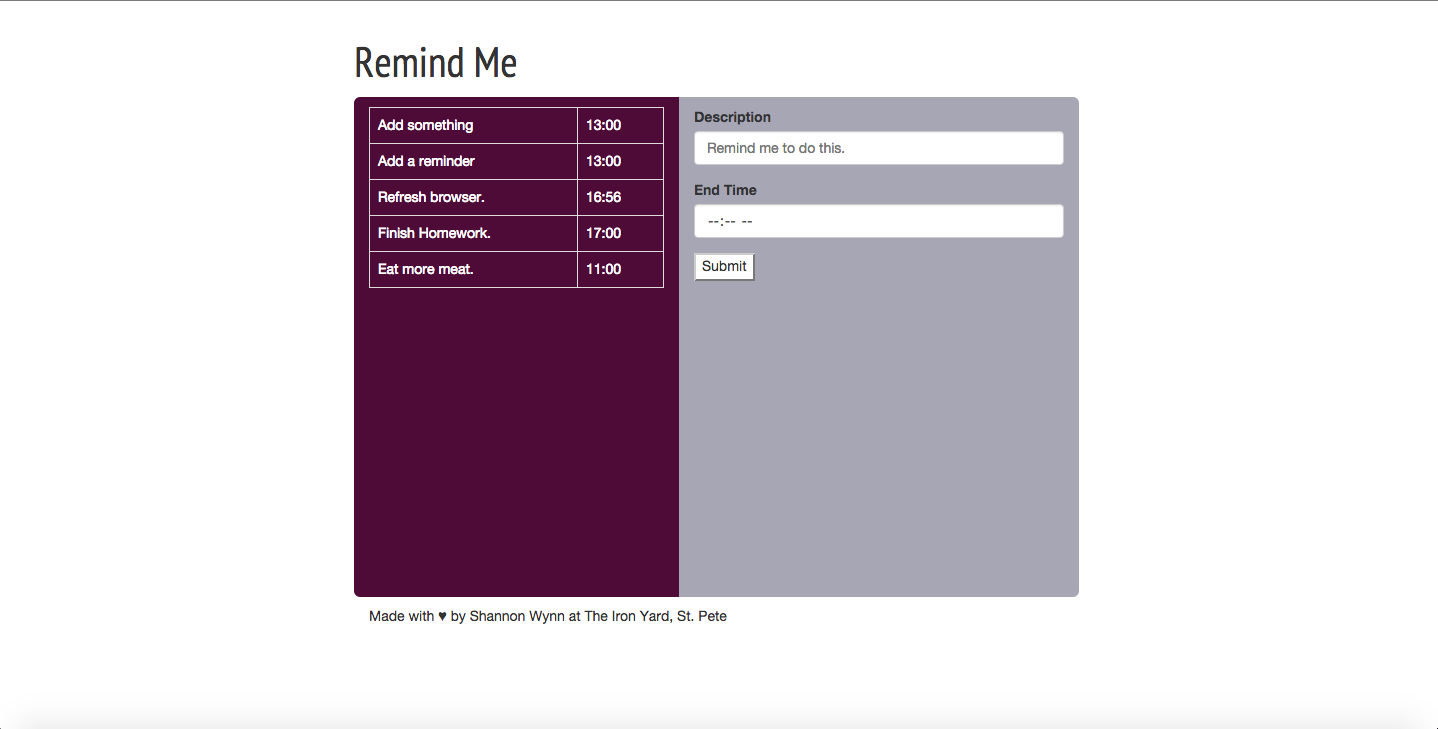 Remind Me
Add something 13:00
Add a reminder 13:00
Refresh browser. 16:56
Finish Homework. 17:00
Eat more meat. 11:00
Description
Remind me to do this.
End Time
--:-- --
Submit
Made with ♥ by Shannon Wynn at The Iron Yard, St. Pete